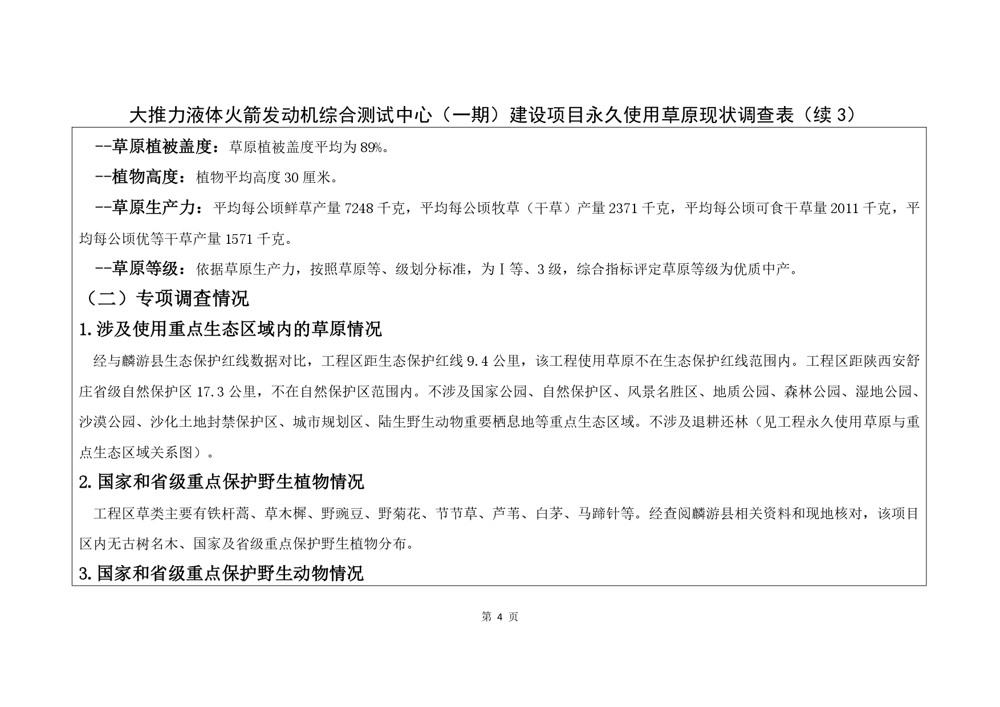 大推力液体火箭发动机综合测试中心（一期）建设项目永久使用草原现状调查表（续 3）
--草原植被盖度：草原植被盖度平均为 89%。
--植物高度：植物平均高度 30 厘米。
--草原生产力：平均每公顷鲜草产量 7248 千克，平均每公顷牧草（干草）产量 2371 千克，平均每公顷可食干草量 2011 千克，平
均每公顷优等干草产量 1571 千克。
--草原等级：依据草原生产力，按照草原等、级划分标准，为Ⅰ等、3 级，综合指标评定草原等级为优质中产。
（二）专项调查情况
1. 涉及使用重点生态区域内的草原情况
经与麟游县生态保护红线数据对比，工程区距生态保护红线 9.4 公里，该工程使用草原不在生态保护红线范围内。工程区距陕西安舒
庄省级自然保护区 17.3 公里，不在自然保护区范围内。不涉及国家公园、自然保护区、风景名胜区、地质公园、森林公园、湿地公园、
沙漠公园、沙化土地封禁保护区、城市规划区、陆生野生动物重要栖息地等重点生态区域。不涉及退耕还林（见工程永久使用草原与重
点生态区域关系图）。
2. 国家和省级重点保护野生植物情况
工程区草类主要有铁杆蒿、草木樨、野豌豆、野菊花、节节草、芦苇、白茅、马蹄针等。经查阅麟游县相关资料和现地核对，该项目
区内无古树名木、国家及省级重点保护野生植物分布。
3. 国家和省级重点保护野生动物情况
第 4 页